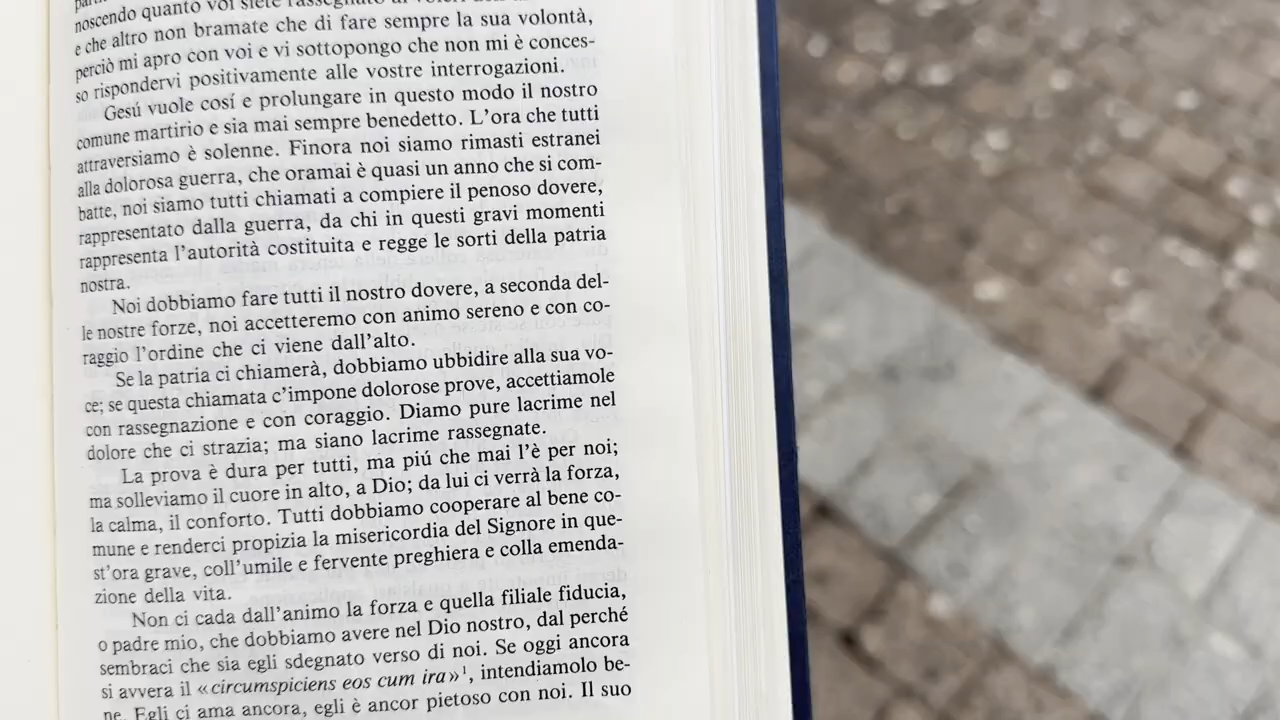 noscendo quanto voi siete rassegnato ai voleri
e che altro non bramate che di fare sempre la sua volontà,
perciò mi apro con voi e vi sottopongo che non mi è conces-
so rispondervi positivamente alle vostre interrogazioni.
Gesú vuole cosí e prolungare in questo modo il nostro
comune martirio e sia mai sempre benedetto. L'ora che tutti
attraversiamo è solenne. Finora noi siamo rimasti estranei
alla dolorosa guerra, che oramai è quasi un anno che si com-
batte, noi siamo tutti chiamati a compiere il penoso dovere,
rappresentato dalla guerra, da chi in questi gravi momenti
rappresenta l'autorità costituita e regge le sorti della patria
nostra.
Noi dobbiamo fare tutti il nostro dovere, a seconda del-
le nostre forze, noi accetteremo con animo sereno e con co-
raggio l'ordine che ci viene dall'alto.
Se la patria ci chiamerà, dobbiamo ubbidire alla sua vo-
ce; se questa chiamata c'impone dolorose prove, accettiamole
con rassegnazione e con coraggio. Diamo pure lacrime nel
dolore che ci strazia; ma siano lacrime rassegnate.
La prova è dura per tutti, ma piú che mai l'è per noi;
ma solleviamo il cuore in alto, a Dio; da lui ci verrà la forza,
la calma, il conforto. Tutti dobbiamo cooperare al bene co-
mune e renderci propizia la misericordia del Signore in que-
st'ora grave, coll'umile e fervente preghiera e colla emenda-
zione della vita.
Non ci cada dall'animo la forza e quella filiale fiducia,
o padre mio, che dobbiamo avere nel Dio nostro, dal perché
sembraci che sia egli sdegnato verso di noi. Se oggi ancora
si avvera il «circumspiciens eos cum ira»¹, intendiamolo be-
ne. Egli ci ama ancora, egli è ancor pietoso con noi. Il suo